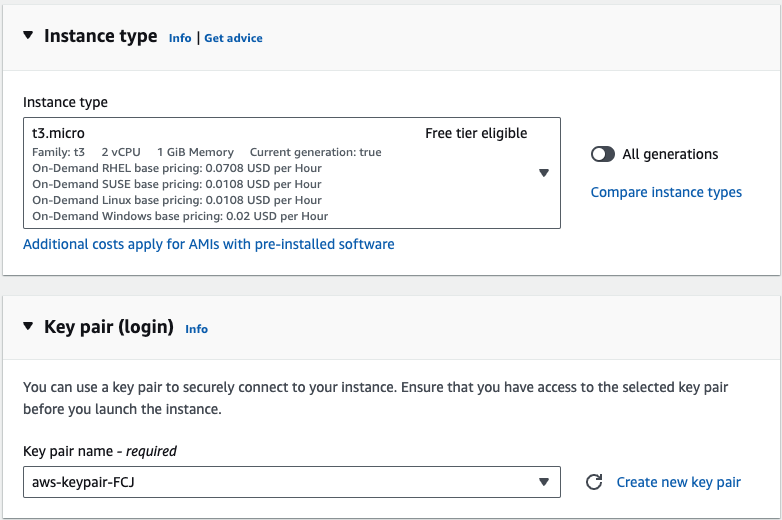 Instance type Info | Get advice
Instance type
t3.micro Free tier eligible
Family: t3 2 vCPU 1 GiB Memory Current generation: true
On-Demand RHEL base pricing: 0.0708 USD per Hour
On-Demand SUSE base pricing: 0.0108 USD per Hour
On-Demand Linux base pricing: 0.0108 USD per Hour
On-Demand Windows base pricing: 0.02 USD per Hour
All generations
Compare instance types
Additional costs apply for AMIs with pre-installed software
Key pair (login) Info
You can use a key pair to securely connect to your instance. Ensure that you have access to the selected key pair
before you launch the instance.
Key pair name - required
aws-keypair-FCJ
Create new key pair